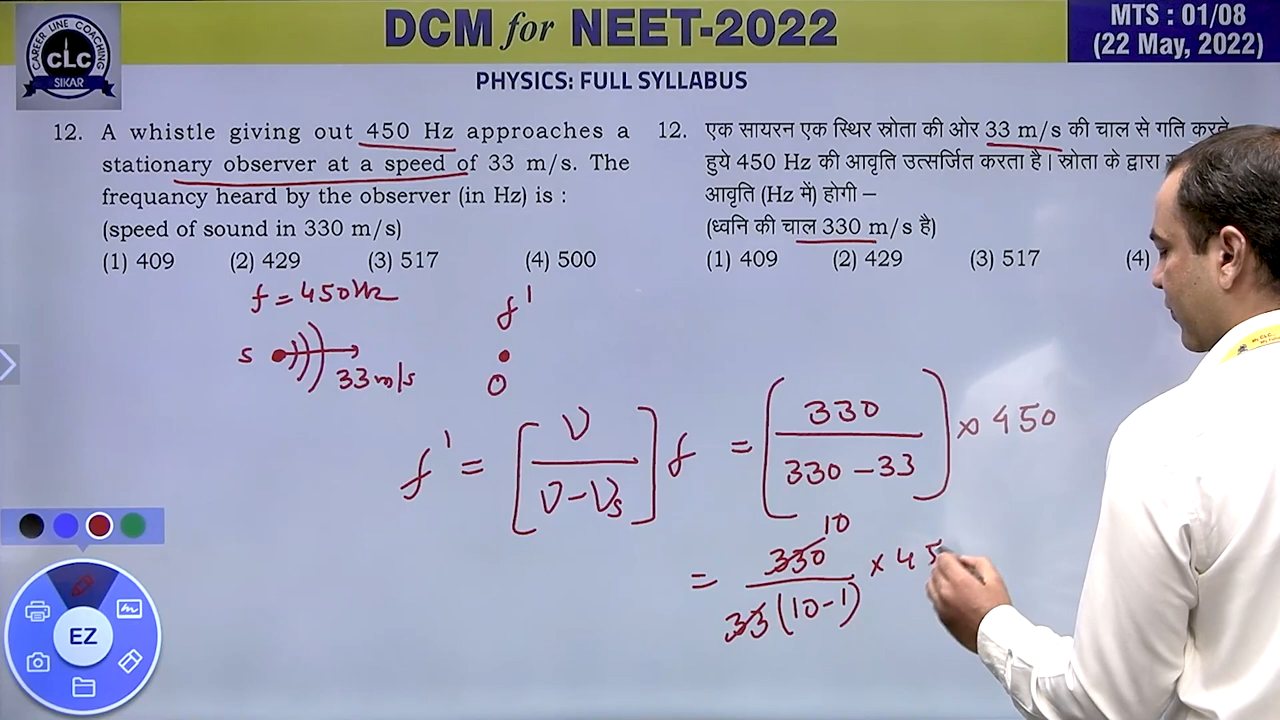 DCM for NEET-2022
MTS : 01/08
(22 May, 2022)
CAREER LINE COACHING
CLC
SIKAR
PHYSICS: FULL SYLLABUS
12. A whistle giving out 450 Hz approaches a
stationary observer at a speed of 33 m/s. The
frequancy heard by the observer (in Hz) is :
(speed of sound in 330 m/s)
(1) 409 (2) 429 (3) 517 (4) 500
12. एक सायरन एक स्थिर स्रोता की ओर 33 m/s की चाल से गति करते
हुये 450 Hz की आवृति उत्सर्जित करता है। स्रोता के द्वारा
आवृति (Hz में) होगी –
(ध्वनि की चाल 330 m/s है)
(1) 409 (2) 429 (3) 517 (4)
f = 450Hz
f'
S
33 m/s
O
f' = [V / V-Vs] f = (330 / 330-33) × 450
10
= 330 / 33(10-1) × 45
EZ